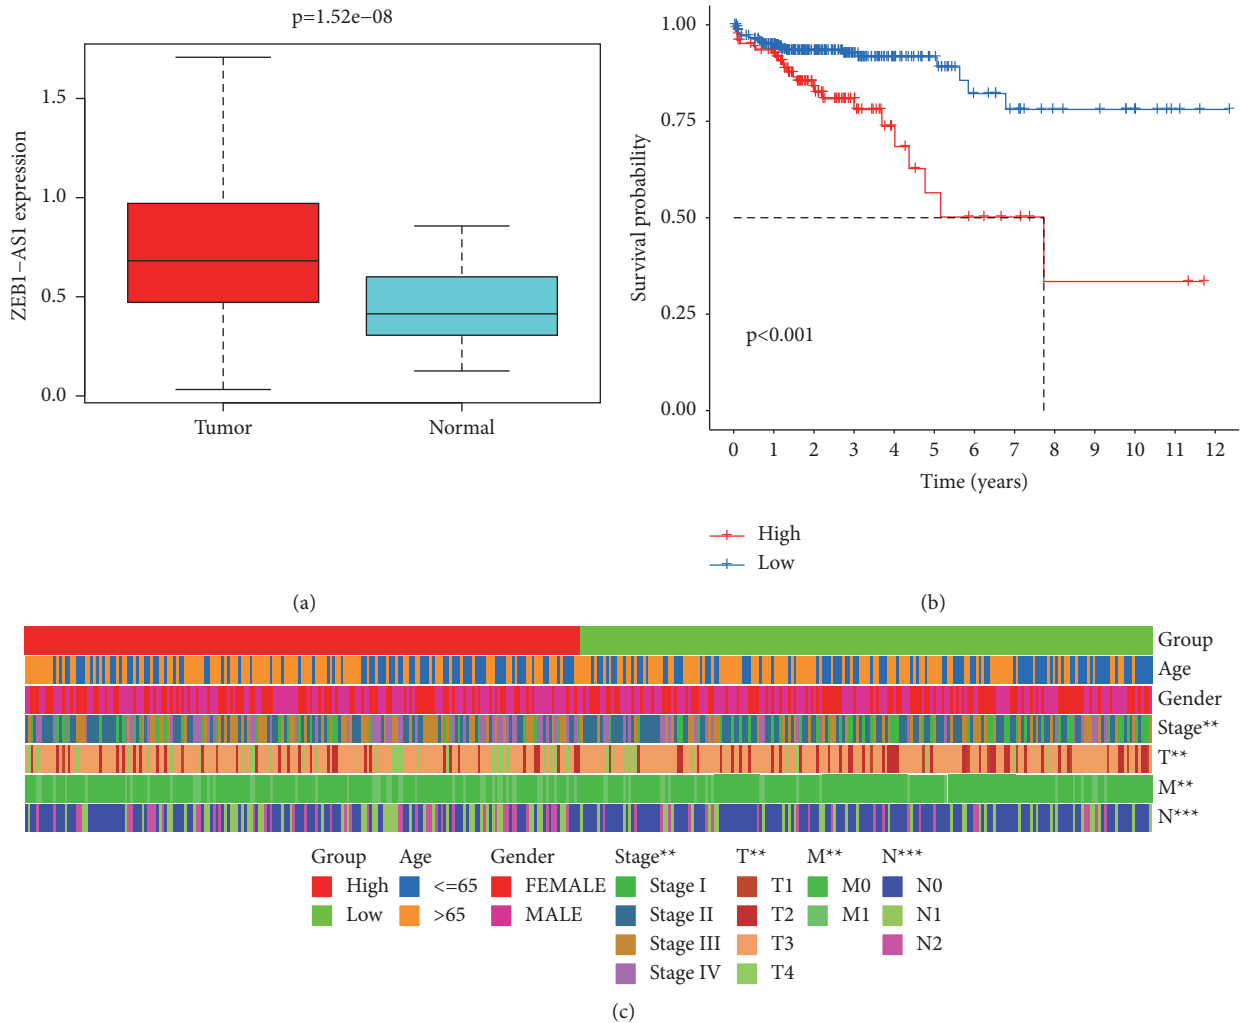 p=1.52e−08
ZEB1−AS1 expression
1.5
1.0
0.5
0.0
Tumor Normal
(a)
Survival probability
1.00
0.75
0.50
0.25
0.00
p<0.001
0 1 2 3 4 5 6 7 8 9 10 11 12
Time (years)
High
Low
(b)
Group
Age
Gender
Stage**
T**
M**
N***
Group
High
Low
Age
<=65
>65
Gender
FEMALE
MALE
Stage**
Stage I
Stage II
Stage III
Stage IV
T**
T1
T2
T3
T4
M**
M0
M1
N***
N0
N1
N2
(c)